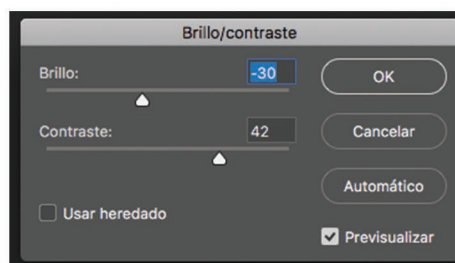 Brillo/contraste
Brillo: -30
OK
Contraste: 42
Cancelar
Automático
Usar heredado
Previsualizar